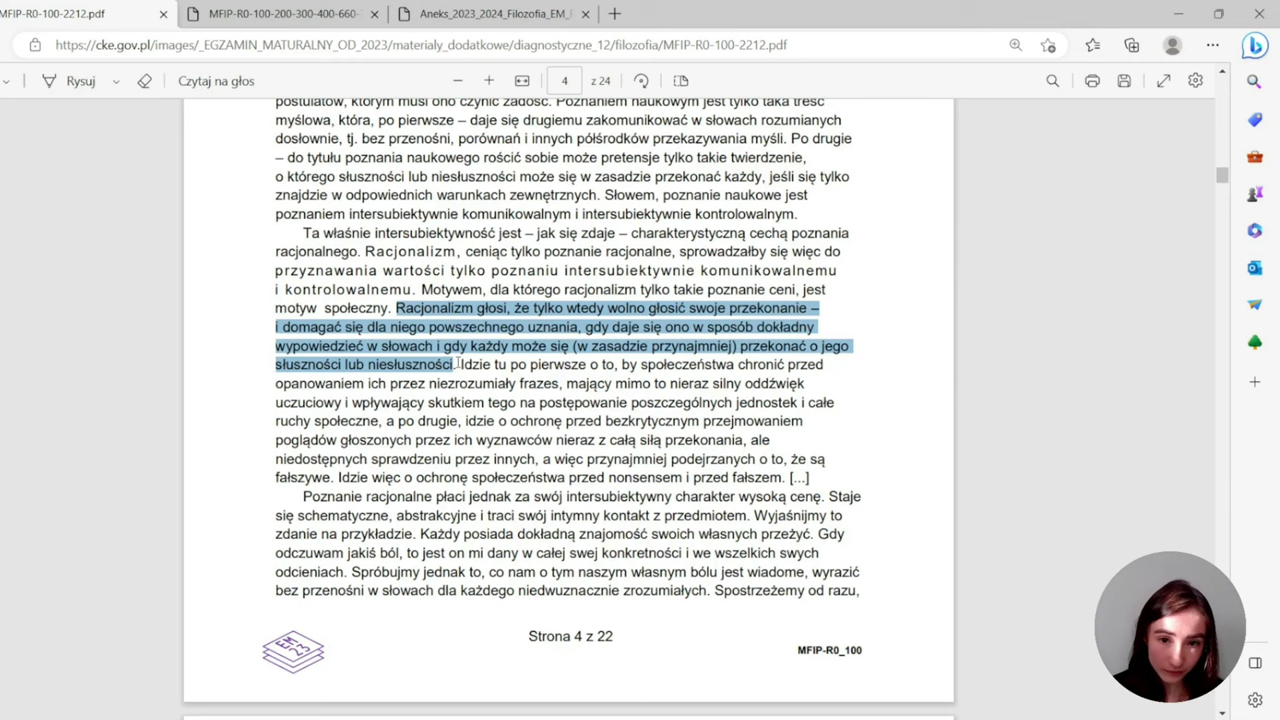 MFIP-R0-100-2212.pdf
MFIP-R0-100-200-300-400-660-
Aneks_2023_2024_Filozofia_EM_
https://cke.gov.pl/images/_EGZAMIN_MATURALNY_OD_2023/materialy_dodatkowe/diagnostyczne_12/filozofia/MFIP-R0-100-2212.pdf
Rysuj
Czytaj na głos
4
z 24
postulatów, którym musi ono czynić zadość. Poznaniem naukowym jest tylko taka treść
myślowa, która, po pierwsze – daje się drugiemu zakomunikować w słowach rozumianych
dosłownie, tj. bez przenośni, porównań i innych półśrodków przekazywania myśli. Po drugie
– do tytułu poznania naukowego rościć sobie może pretensje tylko takie twierdzenie,
o którego słuszności lub niesłuszności może się w zasadzie przekonać każdy, jeśli się tylko
znajdzie w odpowiednich warunkach zewnętrznych. Słowem, poznanie naukowe jest
poznaniem intersubiektywnie komunikowalnym i intersubiektywnie kontrolowalnym.
Ta właśnie intersubiektywność jest – jak się zdaje – charakterystyczną cechą poznania
racjonalnego. Racjonalizm, ceniąc tylko poznanie racjonalne, sprowadzałby się więc do
przyznawania wartości tylko poznaniu intersubiektywnie komunikowalnemu
i kontrolowalnemu. Motywem, dla którego racjonalizm tylko takie poznanie ceni, jest
motyw społeczny. Racjonalizm głosi, że tylko wtedy wolno głosić swoje przekonanie –
i domagać się dla niego powszechnego uznania, gdy daje się ono w sposób dokładny
wypowiedzieć w słowach i gdy każdy może się (w zasadzie przynajmniej) przekonać o jego
słuszności lub niesłuszności. Idzie tu po pierwsze o to, by społeczeństwa chronić przed
opanowaniem ich przez niezrozumiały frazes, mający mimo to nieraz silny oddźwięk
uczuciowy i wpływający skutkiem tego na postępowanie poszczególnych jednostek i całe
ruchy społeczne, a po drugie, idzie o ochronę przed bezkrytycznym przejmowaniem
poglądów głoszonych przez ich wyznawców nieraz z całą siłą przekonania, ale
niedostępnych sprawdzeniu przez innych, a więc przynajmniej podejrzanych o to, że są
fałszywe. Idzie więc o ochronę społeczeństwa przed nonsensem i przed fałszem. [...]
Poznanie racjonalne płaci jednak za swój intersubiektywny charakter wysoką cenę. Staje
się schematyczne, abstrakcyjne i traci swój intymny kontakt z przedmiotem. Wyjaśnijmy to
zdanie na przykładzie. Każdy posiada dokładną znajomość swoich własnych przeżyć. Gdy
odczuwam jakiś ból, to jest on mi dany w całej swej konkretności i we wszelkich swych
odcieniach. Spróbujmy jednak to, co nam o tym naszym własnym bólu jest wiadome, wyrazić
bez przenośni w słowach dla każdego niedwuznacznie zrozumiałych. Spostrzeżemy od razu,
EM
23
Strona 4 z 22
MFIP-R0_100